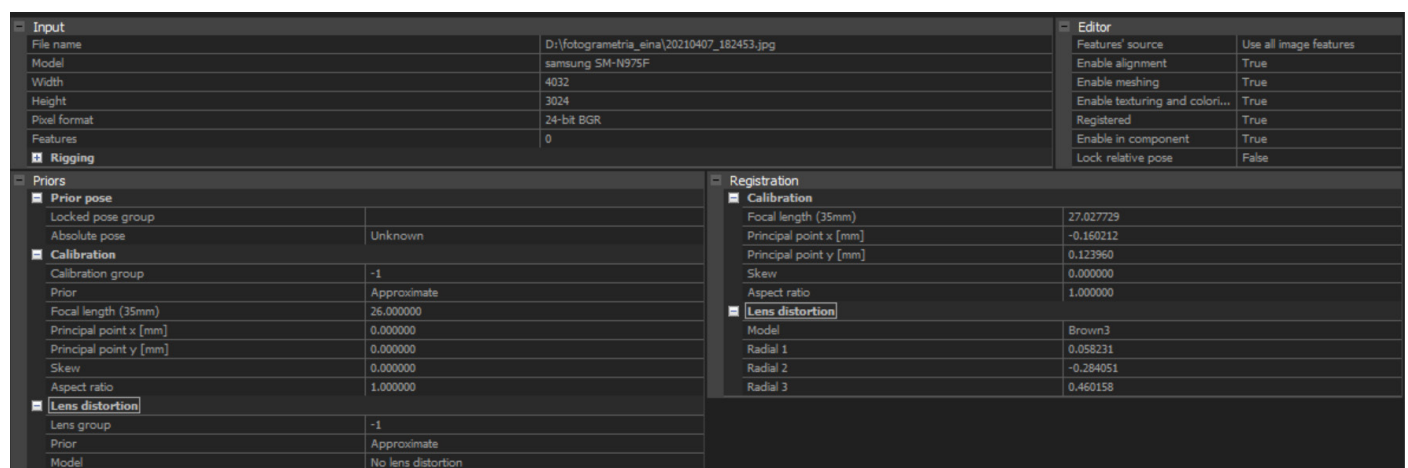 Input
File name D:\fotogrametria_eina\20210407_182453.jpg
Model samsung SM-N975F
Width 4032
Height 3024
Pixel format 24-bit BGR
Features 0
Rigging
Editor
Features' source Use all image features
Enable alignment True
Enable meshing True
Enable texturing and colori... True
Registered True
Enable in component True
Lock relative pose False
Priors
Prior pose
Locked pose group
Absolute pose Unknown
Calibration
Calibration group -1
Prior Approximate
Focal length (35mm) 26.000000
Principal point x [mm] 0.000000
Principal point y [mm] 0.000000
Skew 0.000000
Aspect ratio 1.000000
Lens distortion
Lens group -1
Prior Approximate
Model No lens distortion
Registration
Calibration
Focal length (35mm) 27.027729
Principal point x [mm] -0.160212
Principal point y [mm] 0.123960
Skew 0.000000
Aspect ratio 1.000000
Lens distortion
Model Brown3
Radial 1 0.058231
Radial 2 -0.284051
Radial 3 0.460158